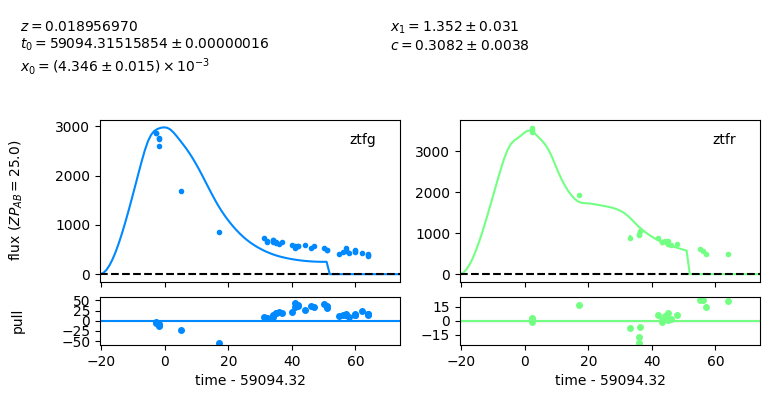 z = 0.018956970
t₀ = 59094.31515854 ± 0.00000016
x₀ = (4.346 ± 0.015) × 10⁻³
x₁ = 1.352 ± 0.031
c = 0.3082 ± 0.0038
flux (ZP_AB = 25.0)
3000
2000
1000
0
ztfg
3000
2000
1000
0
ztfr
pull
50
25
0
−25
−50
−20 0 20 40 60
time - 59094.32
15
0
−15
−20 0 20 40 60
time - 59094.32